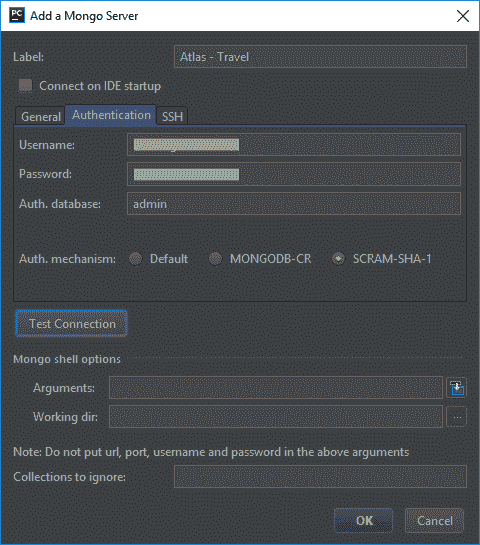 PC Add a Mongo Server
Label: Atlas - Travel
Connect on IDE startup
General Authentication SSH
Username:
Password:
Auth. database: admin
Auth. mechanism: Default MONGODB-CR SCRAM-SHA-1
Test Connection
Mongo shell options
Arguments:
Working dir: ...
Note: Do not put url, port, username and password in the above arguments
Collections to ignore:
OK Cancel